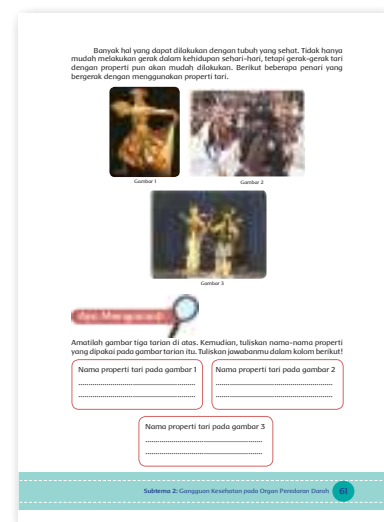 Banyak hal yang dapat dilakukan dengan tubuh yang sehat. Tidak hanya
mudah melakukan gerak dalam kehidupan sehari-hari, tetapi gerak-gerak tari
dengan properti pun akan mudah dilakukan. Berikut beberapa penari yang
bergerak dengan menggunakan properti tari.
Gambar 1
Gambar 2
Gambar 3
Ayo Mengamati
Amatilah gambar tiga tarian di atas. Kemudian, tuliskan nama-nama properti
yang dipakai pada gambar tarian itu. Tuliskan jawabanmu dalam kolom berikut!
Nama properti tari pada gambar 1
Nama properti tari pada gambar 2
Nama properti tari pada gambar 3
Subtema 2: Gangguan Kesehatan pada Organ Peredaran Darah
61